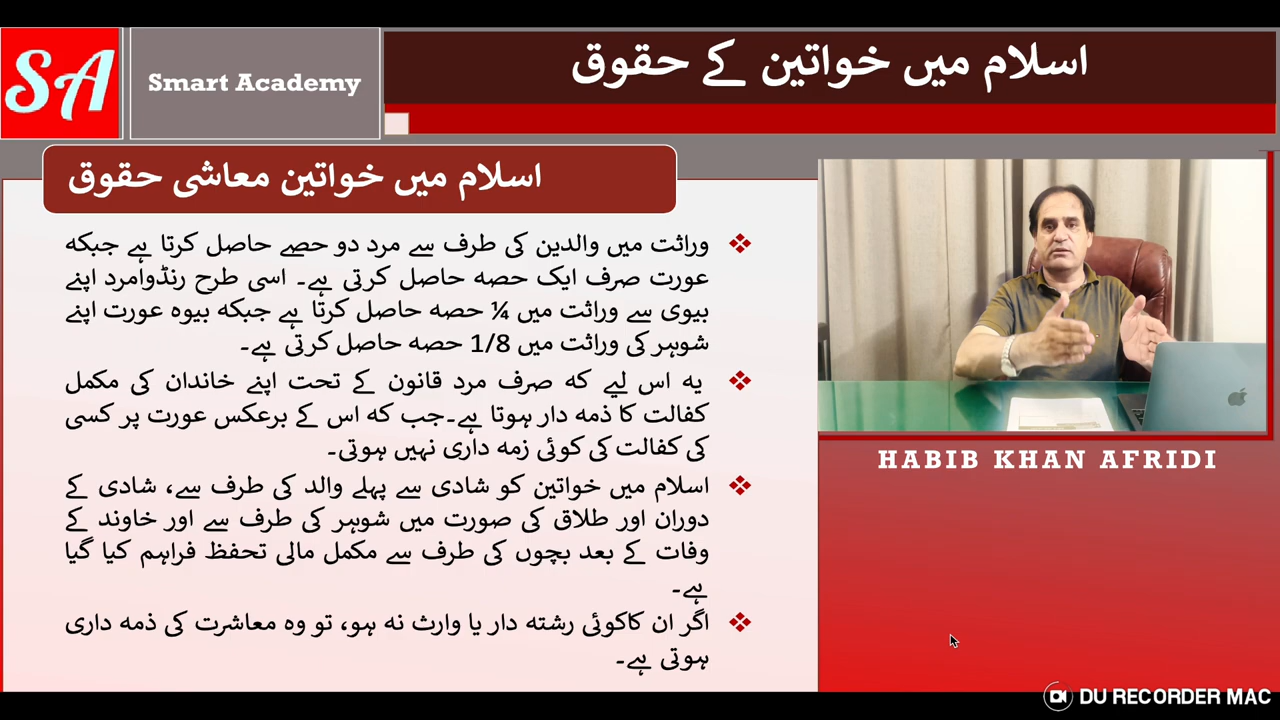 SA
Smart Academy
اسلام میں خواتین کے حقوق
اسلام میں خواتین معاشی حقوق
❖ وراثت میں والدین کی طرف سے مرد دو حصے حاصل کرتا ہے جبکہ
عورت صرف ایک حصہ حاصل کرتی ہے۔ اسی طرح رنڈوامرد اپنے
بیوی سے وراثت میں ¼ حصہ حاصل کرتا ہے جبکہ بیوہ عورت اپنے
شوہر کی وراثت میں 1/8 حصہ حاصل کرتی ہے۔
❖ یہ اس لیے کہ صرف مرد قانون کے تحت اپنے خاندان کی مکمل
کفالت کا ذمہ دار ہوتا ہے۔جب کہ اس کے برعکس عورت پر کسی
کی کفالت کی کوئی زمہ داری نہیں ہوتی۔
❖ اسلام میں خواتین کو شادی سے پہلے والد کی طرف سے، شادی کے
دوران اور طلاق کی صورت میں شوہر کی طرف سے اور خاوند کے
وفات کے بعد بچوں کی طرف سے مکمل مالی تحفظ فراہم کیا گیا
ہے۔
❖ اگر ان کاکوئی رشتہ دار یا وارث نہ ہو، تو وہ معاشرت کی ذمہ داری
ہوتی ہے۔
HABIB KHAN AFRIDI
DU RECORDER MAC